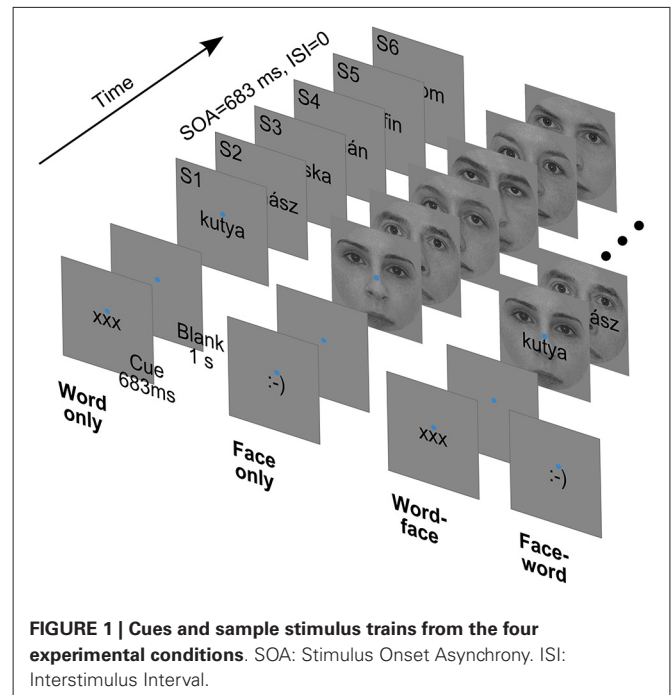 Time
SOA=683 ms, ISI=0
S6
om
S5
fin
S4
án
S3
ska
S2
ász
S1
kutya
xxx
Cue
683ms
Blank
1 s
Word
only
:-)
Face
only
ász
kutya
xxx
Word-
face
:-)
Face-
word
FIGURE 1 | Cues and sample stimulus trains from the four
experimental conditions. SOA: Stimulus Onset Asynchrony. ISI:
Interstimulus Interval.